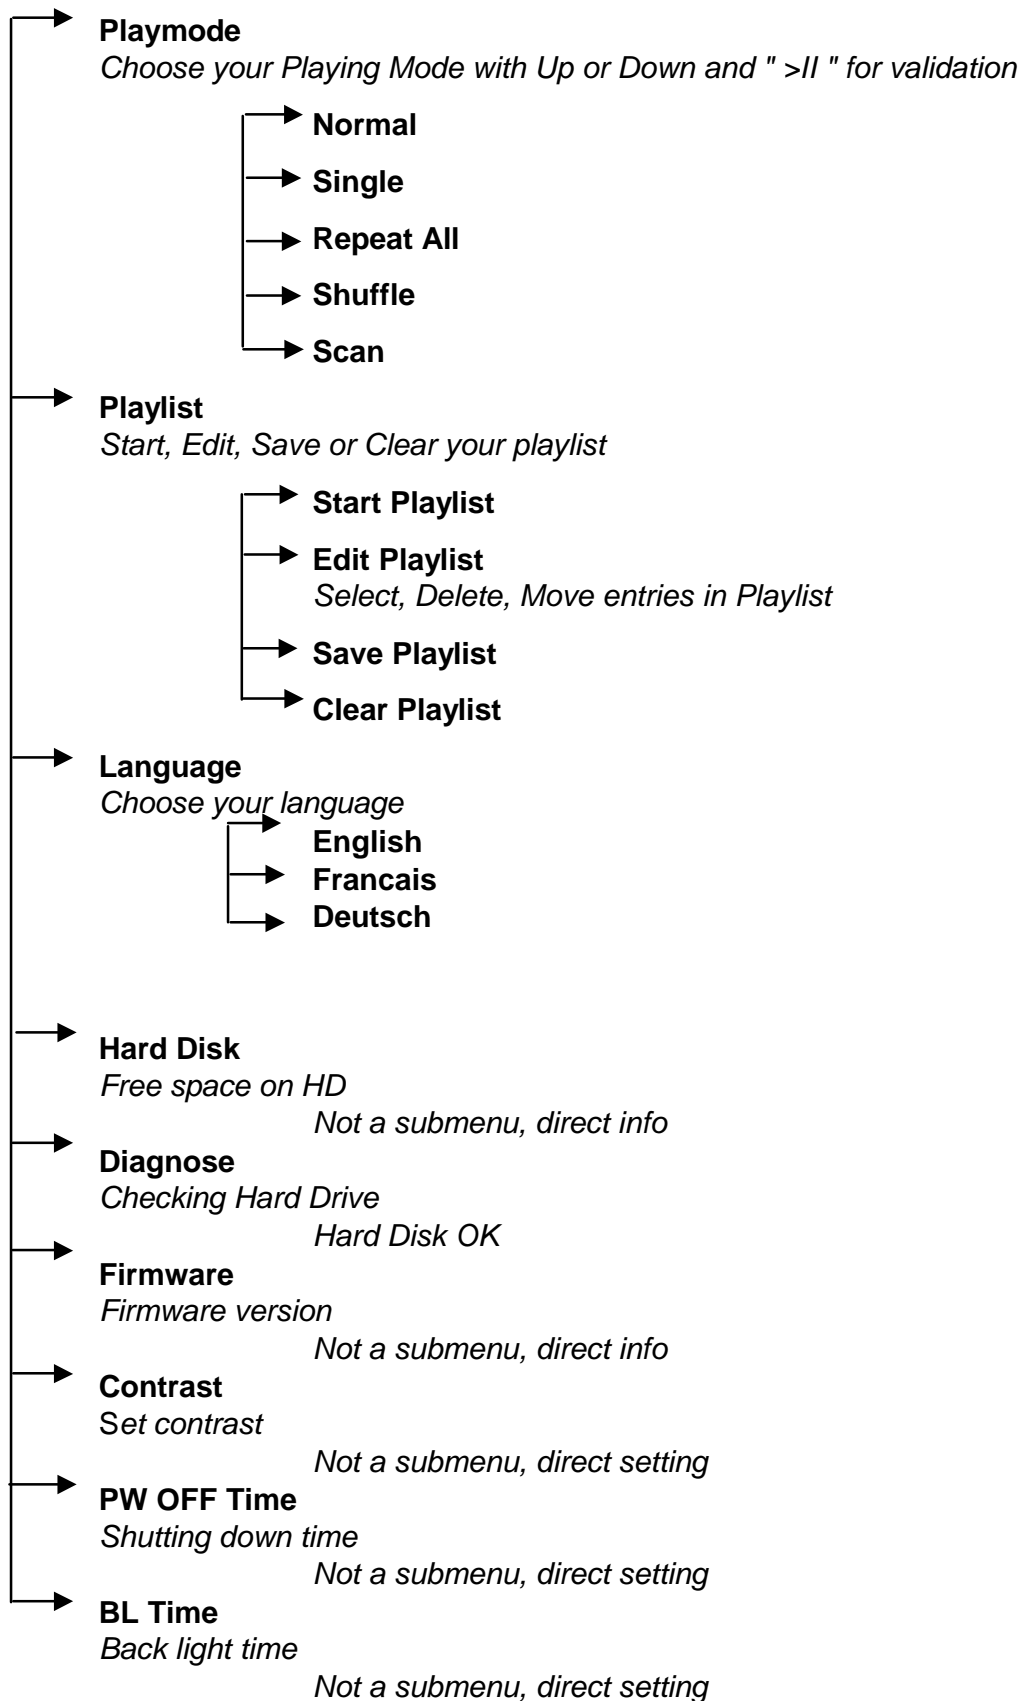 Playmode
Choose your Playing Mode with Up or Down and " >II " for validation
Normal
Single
Repeat All
Shuffle
Scan
Playlist
Start, Edit, Save or Clear your playlist
Start Playlist
Edit Playlist
Select, Delete, Move entries in Playlist
Save Playlist
Clear Playlist
Language
Choose your language
English
Francais
Deutsch
Hard Disk
Free space on HD
Not a submenu, direct info
Diagnose
Checking Hard Drive
Hard Disk OK
Firmware
Firmware version
Not a submenu, direct info
Contrast
Set contrast
Not a submenu, direct setting
PW OFF Time
Shutting down time
Not a submenu, direct setting
BL Time
Back light time
Not a submenu, direct setting